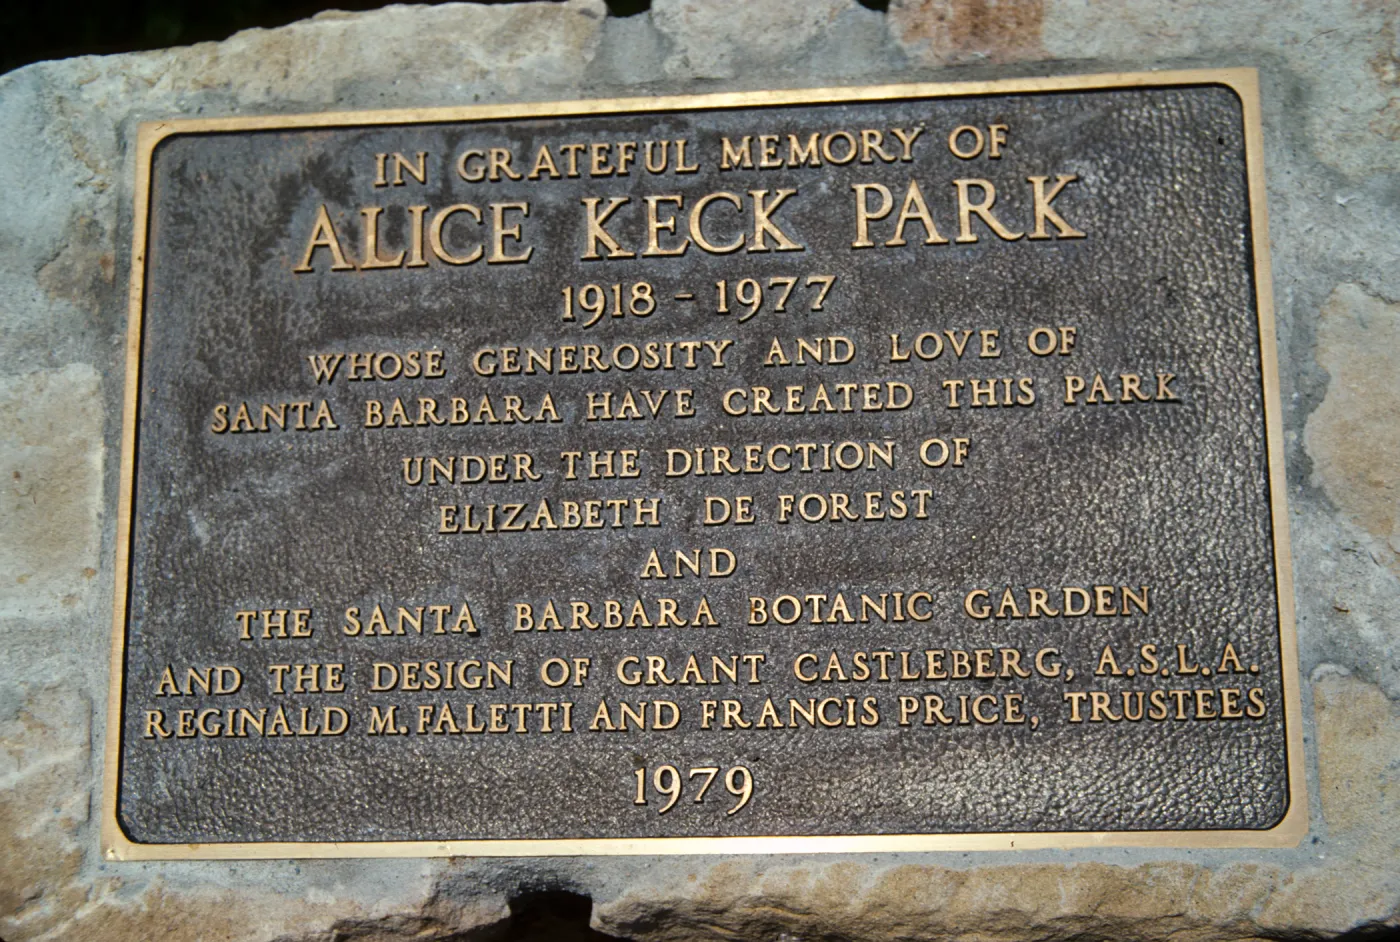 IN GRATEFUL MEMORY OF
ALICE KECK PARK
1918 - 1977
WHOSE GENEROSITY AND LOVE OF
SANTA BARBARA HAVE CREATED THIS PARK
UNDER THE DIRECTION OF
ELIZABETH DE FOREST
AND
THE SANTA BARBARA BOTANIC GARDEN
AND THE DESIGN OF GRANT CASTLEBERG, A.S.L.A.
REGINALD M. FALETTI AND FRANCIS PRICE, TRUSTEES
1979